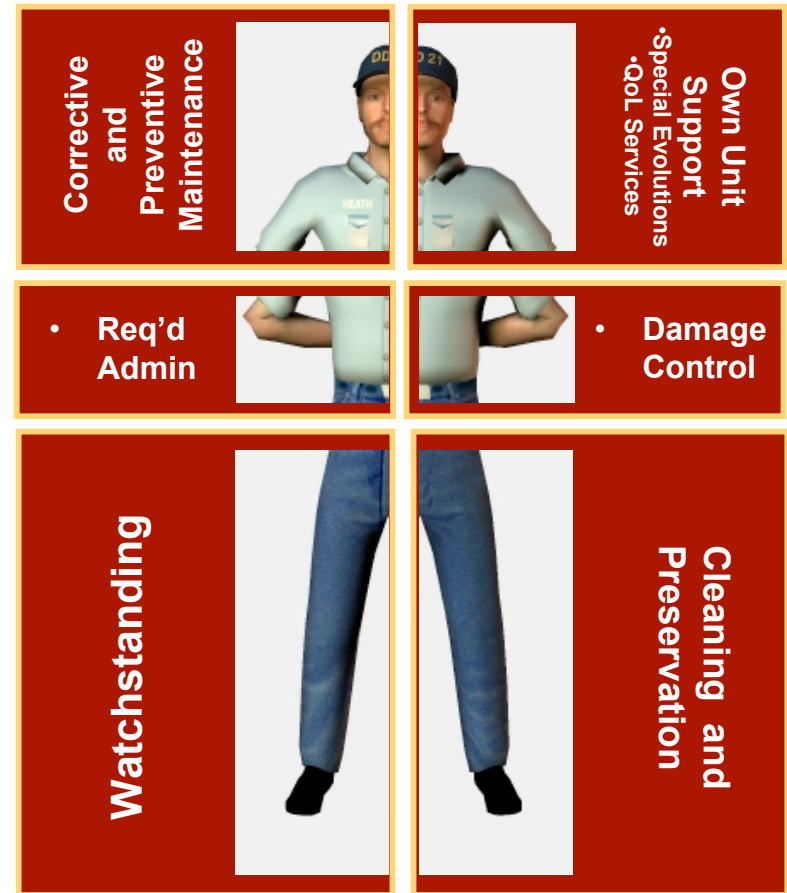 Corrective
and
Preventive
Maintenance
DD
D 21
HEATH
Own Unit
Support
•Special Evolutions
•QoL Services
• Req’d
Admin
• Damage
Control
Watchstanding
Cleaning and
Preservation